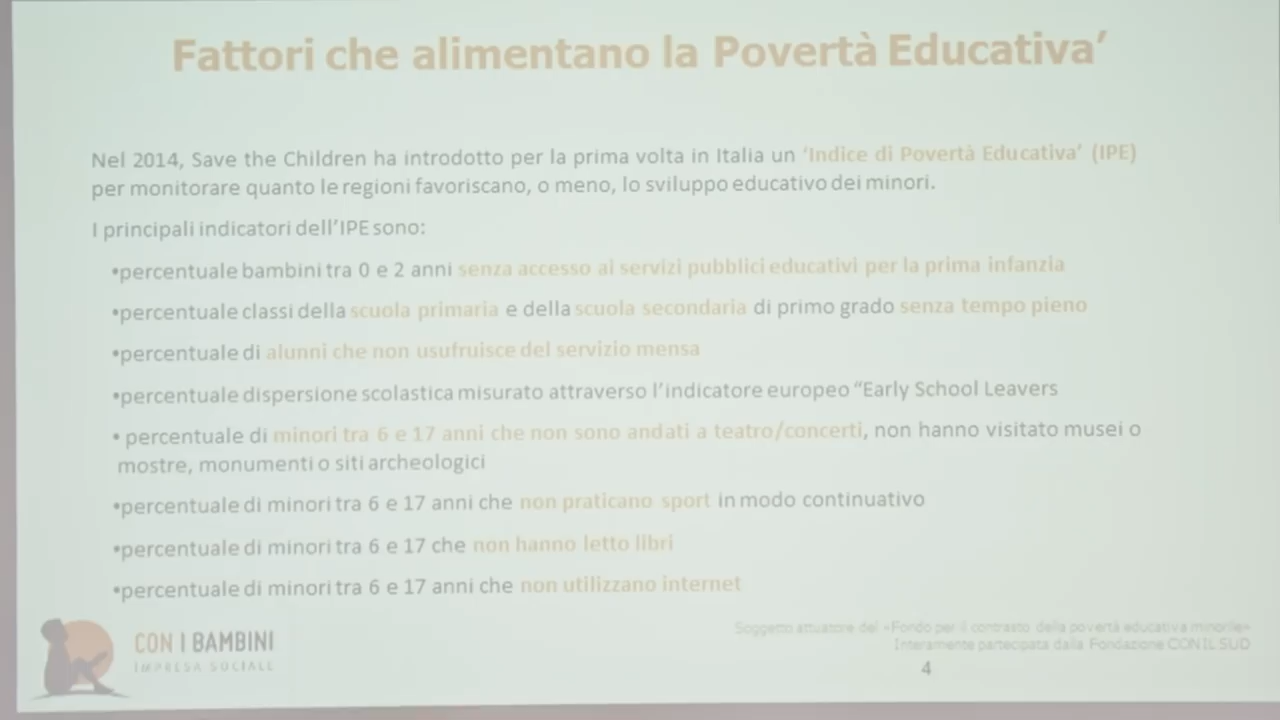 Fattori che alimentano la Povertà Educativa’
Nel 2014, Save the Children ha introdotto per la prima volta in Italia un ‘Indice di Povertà Educativa’ (IPE)
per monitorare quanto le regioni favoriscano, o meno, lo sviluppo educativo dei minori.
I principali indicatori dell’IPE sono:
•percentuale bambini tra 0 e 2 anni senza accesso ai servizi pubblici educativi per la prima infanzia
•percentuale classi della scuola primaria e della scuola secondaria di primo grado senza tempo pieno
•percentuale di alunni che non usufruisce del servizio mensa
•percentuale dispersione scolastica misurato attraverso l’indicatore europeo “Early School Leavers
• percentuale di minori tra 6 e 17 anni che non sono andati a teatro/concerti, non hanno visitato musei o
mostre, monumenti o siti archeologici
•percentuale di minori tra 6 e 17 anni che non praticano sport in modo continuativo
•percentuale di minori tra 6 e 17 che non hanno letto libri
•percentuale di minori tra 6 e 17 anni che non utilizzano internet
CON I BAMBINI
IMPRESA SOCIALE
Soggetto attuatore del «Fondo per il contrasto della povertà educativa minorile»
Interamente partecipata dalla Fondazione CON IL SUD
4